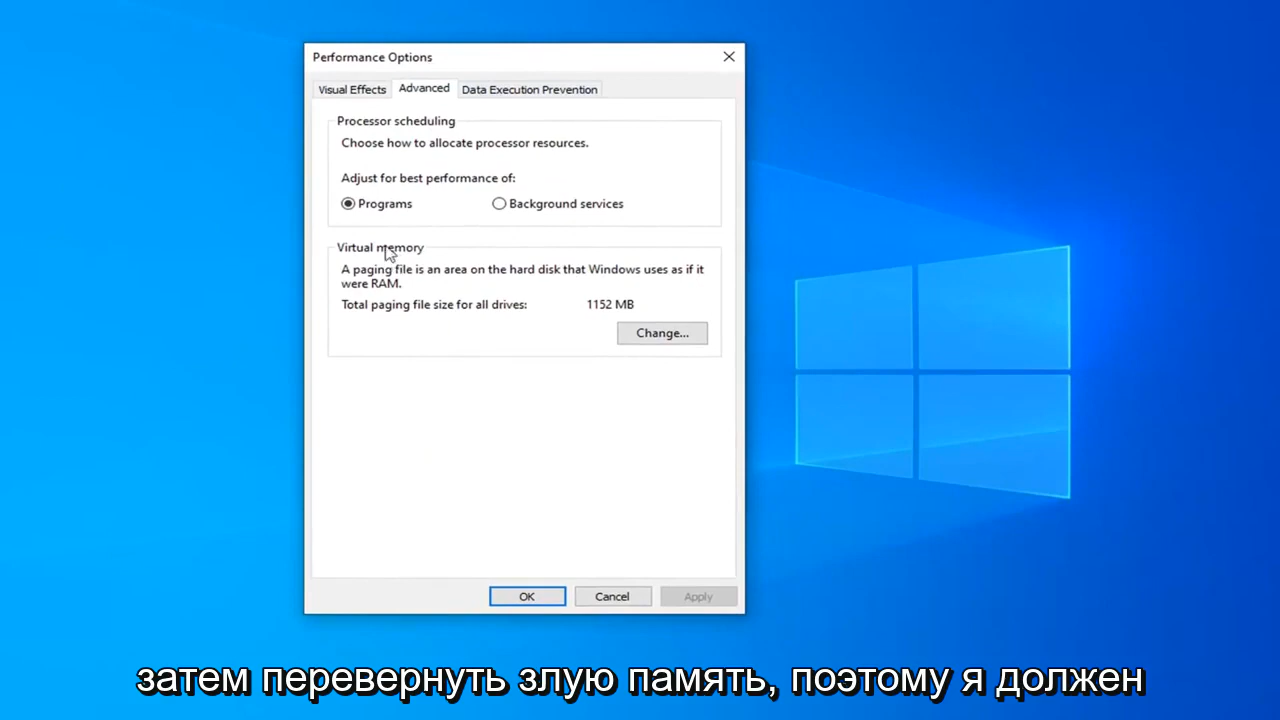 Performance Options
Visual Effects
Advanced
Data Execution Prevention
Processor scheduling
Choose how to allocate processor resources.
Adjust for best performance of:
Programs
Background services
Virtual memory
A paging file is an area on the hard disk that Windows uses as if it
were RAM.
Total paging file size for all drives:
1152 MB
Change...
OK
Cancel
Apply
затем перевернуть злую память, поэтому я должен